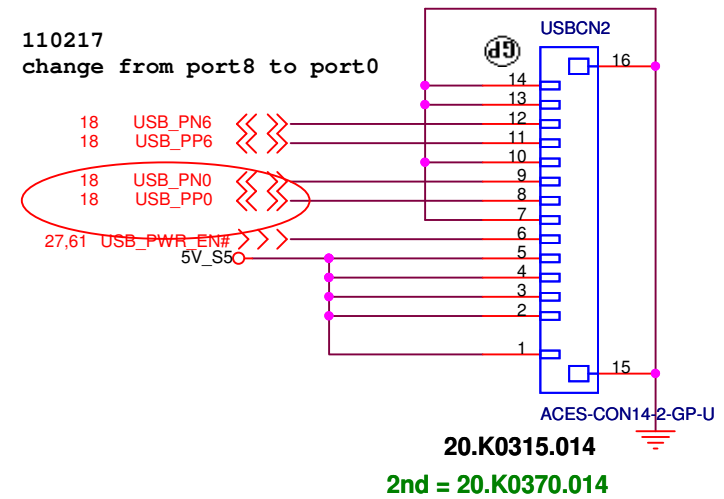 110217
change from port8 to port0
USBCN2
GP
16
14
13
18 USB_PN6 12
18 USB_PP6 11
10
18 USB_PN0 9
18 USB_PP0 8
7
27,61 USB_PWR_EN# 6
5V_S5 5
4
3
2
1
15
ACES-CON14-2-GP-U
20.K0315.014
2nd = 20.K0370.014